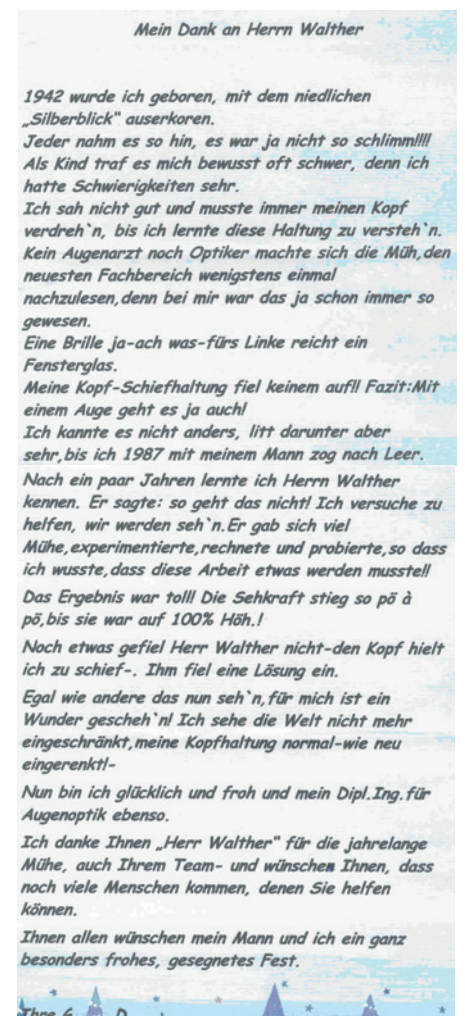 Mein Dank an Herrn Walther
1942 wurde ich geboren, mit dem niedlichen
„Silberblick" auserkoren.
Jeder nahm es so hin, es war ja nicht so schlimm!!!!
Als Kind traf es mich bewusst oft schwer, denn ich
hatte Schwierigkeiten sehr.
Ich sah nicht gut und musste immer meinen Kopf
verdreh`n, bis ich lernte diese Haltung zu versteh`n.
Kein Augenarzt noch Optiker machte sich die Müh,den
neuesten Fachbereich wenigstens einmal
nachzulesen,denn bei mir war das ja schon immer so
gewesen.
Eine Brille ja-ach was-fürs Linke reicht ein
Fensterglas.
Meine Kopf-Schiefhaltung fiel keinem auf!! Fazit:Mit
einem Auge geht es ja auch!
Ich kannte es nicht anders, litt darunter aber
sehr,bis ich 1987 mit meinem Mann zog nach Leer.
Nach ein paar Jahren lernte ich Herrn Walther
kennen. Er sagte: so geht das nicht! Ich versuche zu
helfen, wir werden seh`n.Er gab sich viel
Mühe,experimentierte,rechnete und probierte,so dass
ich wusste,dass diese Arbeit etwas werden musste!!
Das Ergebnis war toll! Die Sehkraft stieg so pö à
pö,bis sie war auf 100% Höh.!
Noch etwas gefiel Herr Walther nicht-den Kopf hielt
ich zu schief-. Ihm fiel eine Lösung ein.
Egal wie andere das nun seh`n,für mich ist ein
Wunder gescheh`n! Ich sehe die Welt nicht mehr
eingeschränkt,meine Kopfhaltung normal-wie neu
eingerenkt!-
Nun bin ich glücklich und froh und mein Dipl.Ing.für
Augenoptik ebenso.
Ich danke Ihnen „Herr Walther" für die jahrelange
Mühe, auch Ihrem Team- und wünschen Ihnen, dass
noch viele Menschen kommen, denen Sie helfen
können.
Ihnen allen wünschen mein Mann und ich ein ganz
besonders frohes, gesegnetes Fest.